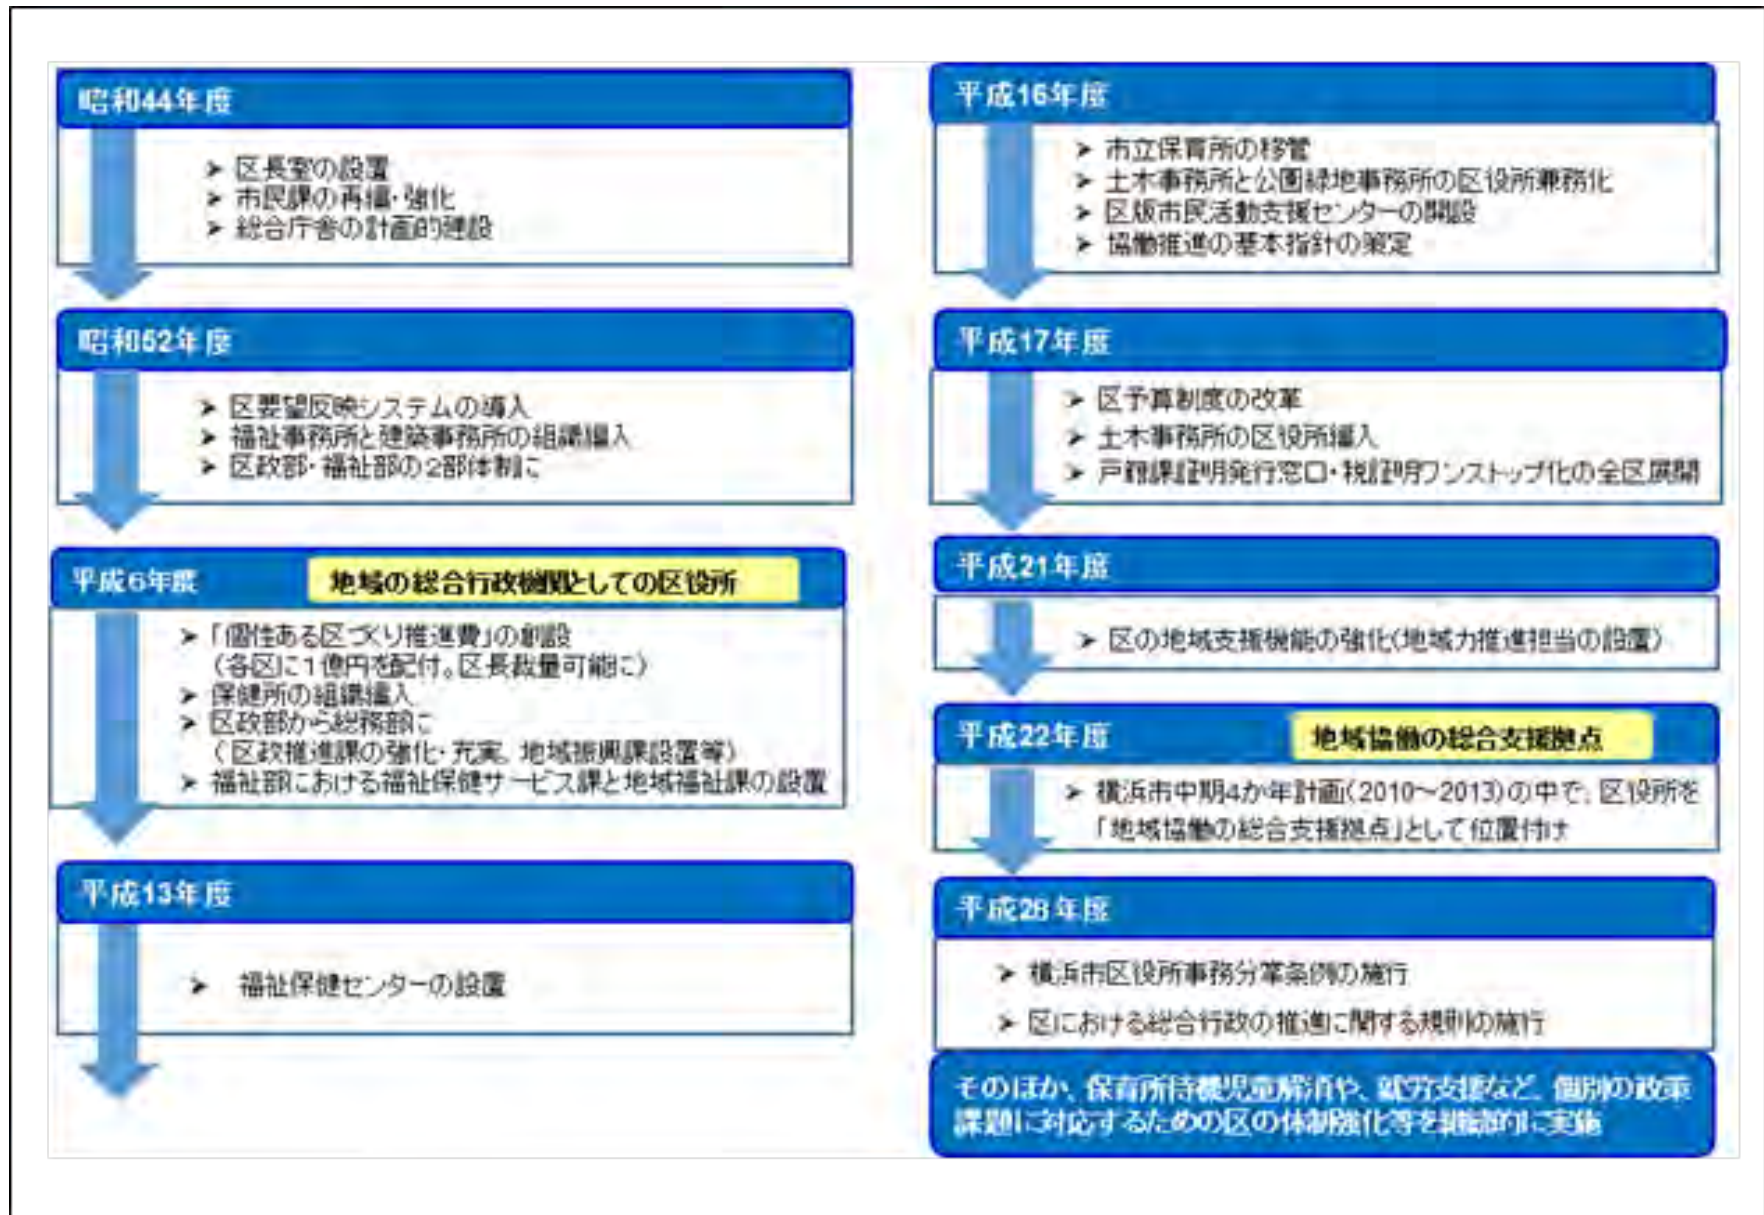 昭和44年度
➢ 区長室の設置
➢ 市民課の再編・強化
➢ 総合庁舎の計画的建設
昭和52年度
➢ 区要望反映システムの導入
➢ 福祉事務所と建築事務所の組織編入
➢ 区政部・福祉部の2部体制に
平成6年度 地域の総合行政機関としての区役所
➢ 「個性ある区づくり推進費」の創設
（各区に1億円を配付。区長裁量可能に）
➢ 保健所の組織編入
➢ 区政部から総務部に
（区政推進課の強化・充実、地域振興課設置等）
➢ 福祉部における福祉保健サービス課と地域福祉課の設置
平成13年度
➢ 福祉保健センターの設置
平成16年度
➢ 市立保育所の移管
➢ 土木事務所と公園緑地事務所の区役所兼務化
➢ 区版市民活動支援センターの開設
➢ 協働推進の基本指針の策定
平成17年度
➢ 区予算制度の改革
➢ 土木事務所の区役所編入
➢ 戸籍課証明発行窓口・税証明ワンストップ化の全区展開
平成21年度
➢ 区の地域支援機能の強化（地域力推進担当の設置）
平成22年度 地域協働の総合支援拠点
➢ 横浜市中期4か年計画（2010～2013）の中で、区役所を
「地域協働の総合支援拠点」として位置付け
平成28年度
➢ 横浜市区役所事務分掌条例の施行
➢ 区における総合行政の推進に関する規則の施行
そのほか、保育所待機児童解消や、就労支援など、個別の政策
課題に対応するための区の体制強化等を継続的に実施